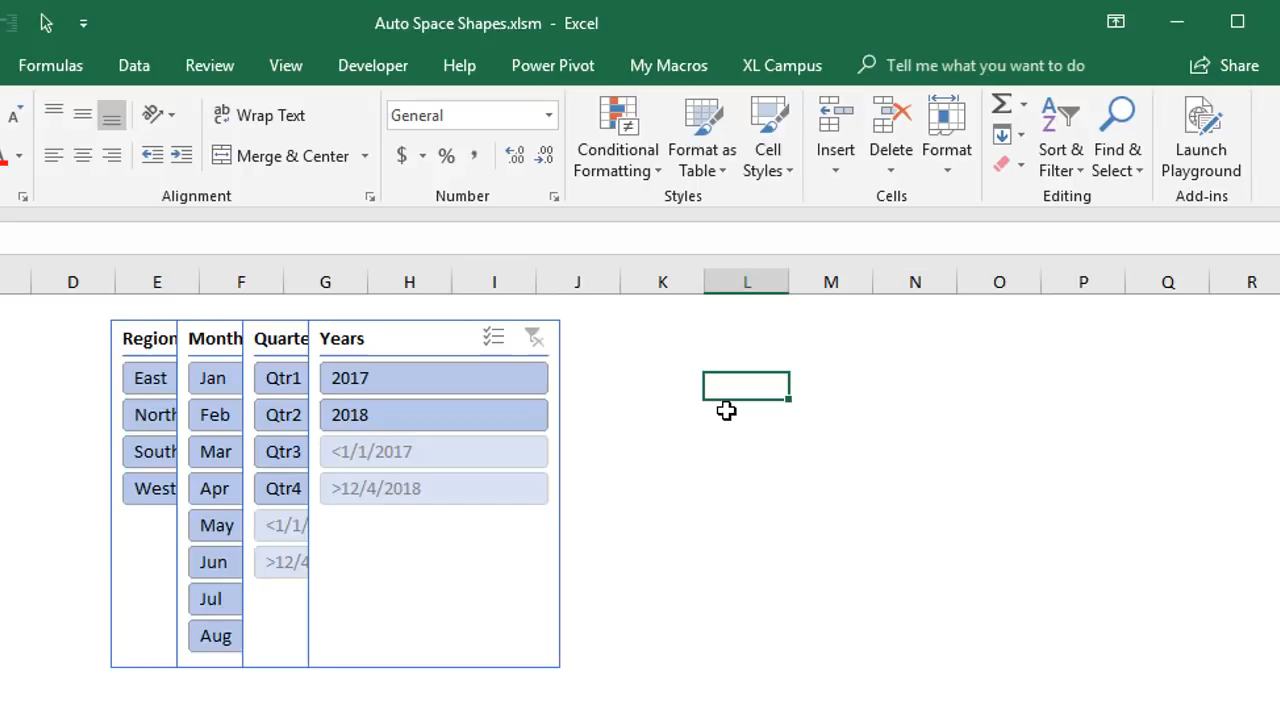 Auto Space Shapes.xlsm - Excel
Formulas Data Review View Developer Help Power Pivot My Macros XL Campus Tell me what you want to do Share
A ab Wrap Text General Conditional Formatting Format as Table Cell Styles Insert Delete Format Sort & Filter Find & Select Launch Playground
A Merge & Center $ % , .00 .0
Alignment Number Styles Cells Editing Add-ins
D E F G H I J K L M N O P Q R
Region Month Quarte Years
East Jan Qtr1 2017
North Feb Qtr2 2018
South Mar Qtr3 <1/1/2017
West Apr Qtr4 >12/4/2018
May <1/1/
Jun >12/4
Jul
Aug